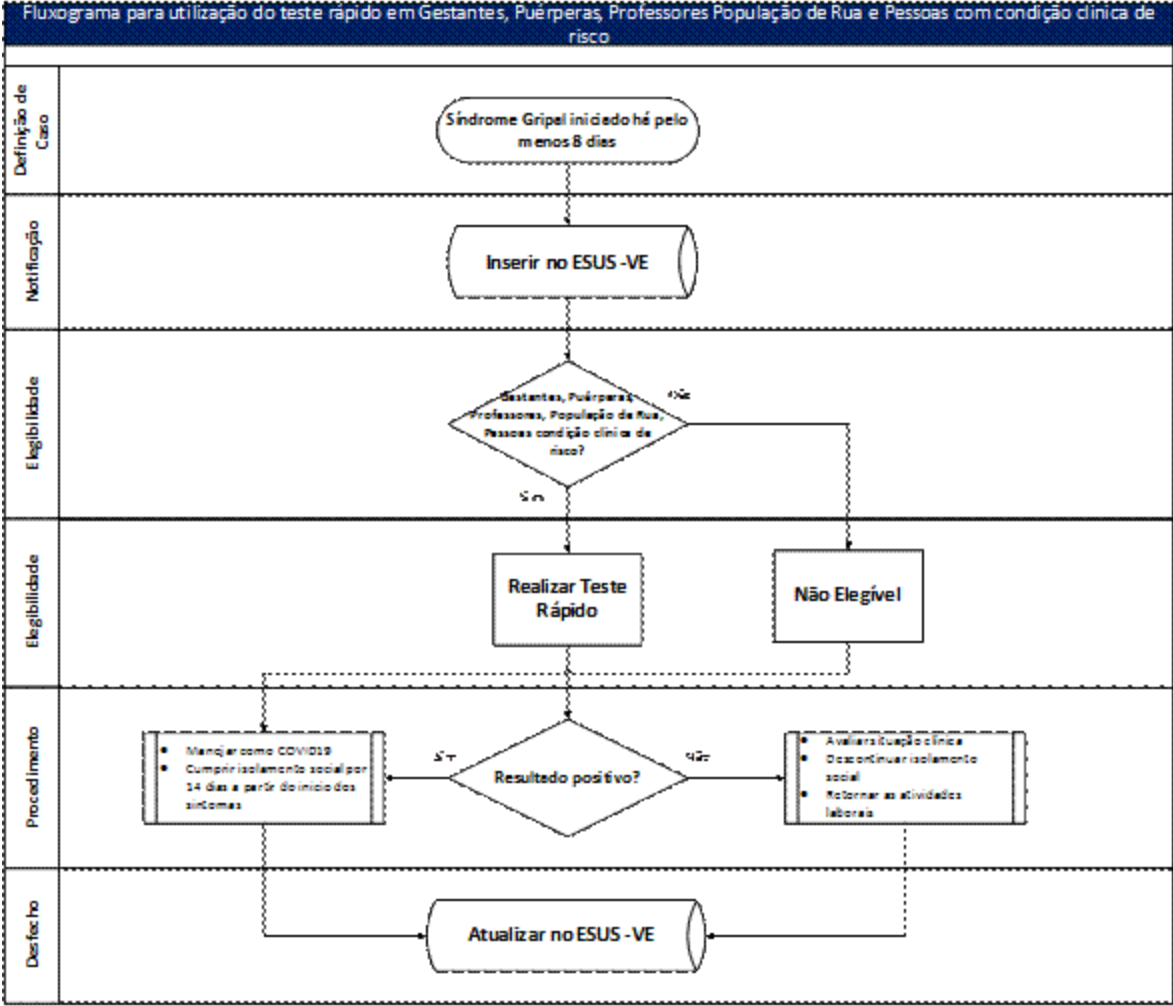 Fluxograma para utilização do teste rápido em Gestantes, Puérperas, Professores População de Rua e Pessoas com condição clinica de
risco
Definição de
Caso
Síndrome Gripal iniciado há pelo
menos 8 dias
Notificação
Inserir no ESUS -VE
Elegibilidade
Gestantes, Puérperas,
Professores, População de Rua,
Pessoas condição clinica de
risco?
Não
Sim
Elegibilidade
Realizar Teste
Rápido
Não Elegível
Procedimento
• Manejar como COVID19
• Cumprir isolamento social por
14 dias a partir do inicio dos
sintomas
Sim
Resultado positivo?
Não
• Avaliar situação clínica
• Descontinuar isolamento
social
• Retornar as atividades
laborais
Desfecho
Atualizar no ESUS -VE